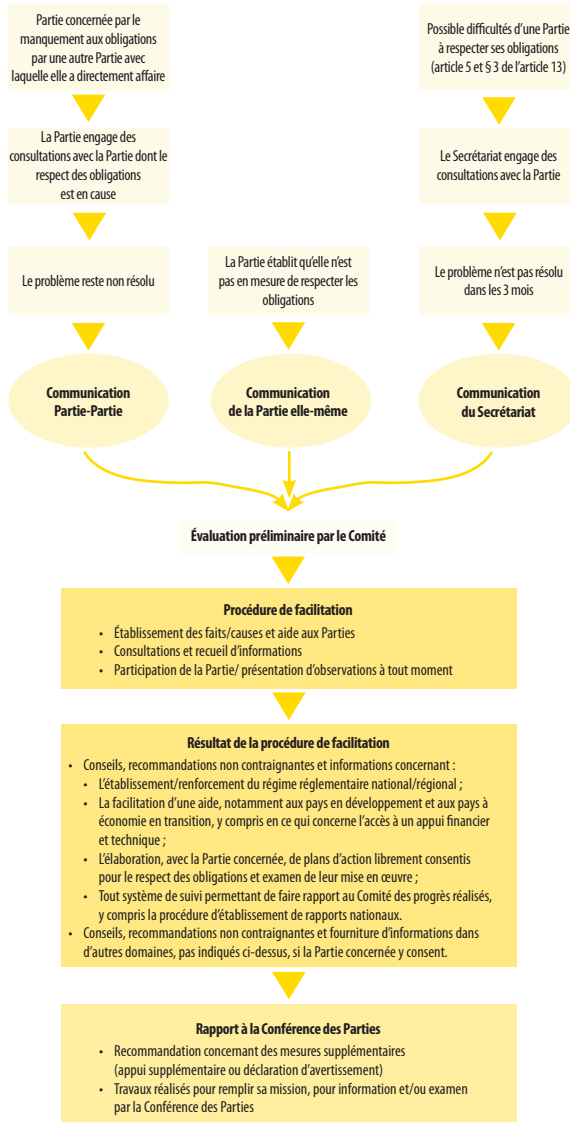 Partie concernée par le
manquement aux obligations
par une autre Partie avec
laquelle elle a directement affaire
La Partie engage des
consultations avec la Partie dont le
respect des obligations
est en cause
Le problème reste non résolu
Communication
Partie-Partie
La Partie établit qu'elle n'est
pas en mesure de respecter les
obligations
Communication
de la Partie elle-même
Possible difficultés d'une Partie
à respecter ses obligations
(article 5 et § 3 de l'article 13)
Le Secrétariat engage des
consultations avec la Partie
Le problème n'est pas résolu
dans les 3 mois
Communication
du Secrétariat
Évaluation préliminaire par le Comité
Procédure de facilitation
• Établissement des faits/causes et aide aux Parties
• Consultations et recueil d'informations
• Participation de la Partie/ présentation d'observations à tout moment
Résultat de la procédure de facilitation
• Conseils, recommandations non contraignantes et informations concernant :
• L'établissement/renforcement du régime réglementaire national/régional ;
• La facilitation d'une aide, notamment aux pays en développement et aux pays à
économie en transition, y compris en ce qui concerne l'accès à un appui financier
et technique ;
• L'élaboration, avec la Partie concernée, de plans d'action librement consentis
pour le respect des obligations et examen de leur mise en œuvre ;
• Tout système de suivi permettant de faire rapport au Comité des progrès réalisés,
y compris la procédure d'établissement de rapports nationaux.
• Conseils, recommandations non contraignantes et fourniture d'informations dans
d'autres domaines, pas indiqués ci-dessus, si la Partie concernée y consent.
Rapport à la Conférence des Parties
• Recommandation concernant des mesures supplémentaires
(appui supplémentaire ou déclaration d'avertissement)
• Travaux réalisés pour remplir sa mission, pour information et/ou examen
par la Conférence des Parties